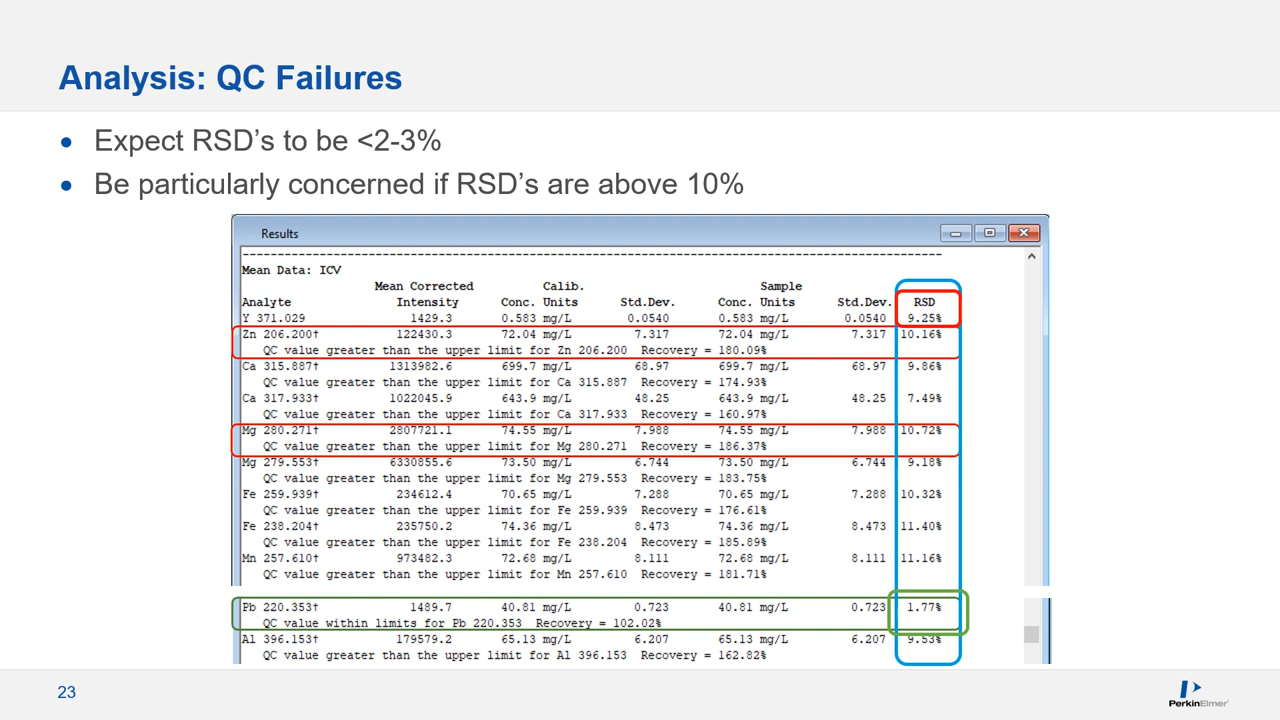 Analysis: QC Failures
• Expect RSD’s to be <2-3%
• Be particularly concerned if RSD’s are above 10%
Results
--------------------------------------------------------------------------------
Mean Data: ICV
Mean Corrected Calib. Sample
Analyte Intensity Conc. Units Std.Dev. Conc. Units Std.Dev. RSD
Y 371.029 1429.3 0.583 mg/L 0.0540 0.583 mg/L 0.0540 9.25%
Zn 206.200† 122430.3 72.04 mg/L 7.317 72.04 mg/L 7.317 10.16%
QC value greater than the upper limit for Zn 206.200 Recovery = 180.09%
Ca 315.887† 1313982.6 699.7 mg/L 68.97 699.7 mg/L 68.97 9.86%
QC value greater than the upper limit for Ca 315.887 Recovery = 174.93%
Ca 317.933† 1022045.9 643.9 mg/L 48.25 643.9 mg/L 48.25 7.49%
QC value greater than the upper limit for Ca 317.933 Recovery = 160.97%
Mg 280.271† 2807721.1 74.55 mg/L 7.988 74.55 mg/L 7.988 10.72%
QC value greater than the upper limit for Mg 280.271 Recovery = 186.37%
Mg 279.553† 6330855.6 73.50 mg/L 6.744 73.50 mg/L 6.744 9.18%
QC value greater than the upper limit for Mg 279.553 Recovery = 183.75%
Fe 259.939† 234612.4 70.65 mg/L 7.288 70.65 mg/L 7.288 10.32%
QC value greater than the upper limit for Fe 259.939 Recovery = 176.61%
Fe 238.204† 235750.2 74.36 mg/L 8.473 74.36 mg/L 8.473 11.40%
QC value greater than the upper limit for Fe 238.204 Recovery = 185.89%
Mn 257.610† 973482.3 72.68 mg/L 8.111 72.68 mg/L 8.111 11.16%
QC value greater than the upper limit for Mn 257.610 Recovery = 181.71%
Pb 220.353† 1489.7 40.81 mg/L 0.723 40.81 mg/L 0.723 1.77%
QC value within limits for Pb 220.353 Recovery = 102.02%
Al 396.153† 179579.2 65.13 mg/L 6.207 65.13 mg/L 6.207 9.53%
QC value greater than the upper limit for Al 396.153 Recovery = 162.82%
23
PerkinElmer